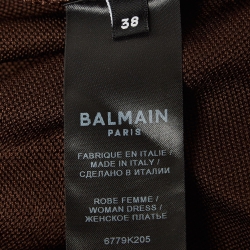 38
BALMAIN
PARIS
FABRIQUE EN ITALIE /
MADE IN ITALY /
СДЕЛАНО В ИТАЛИИ
ROBE FEMME /
WOMAN DRESS /
ЖЕНСКОЕ ПЛАТЬЕ
6779K205